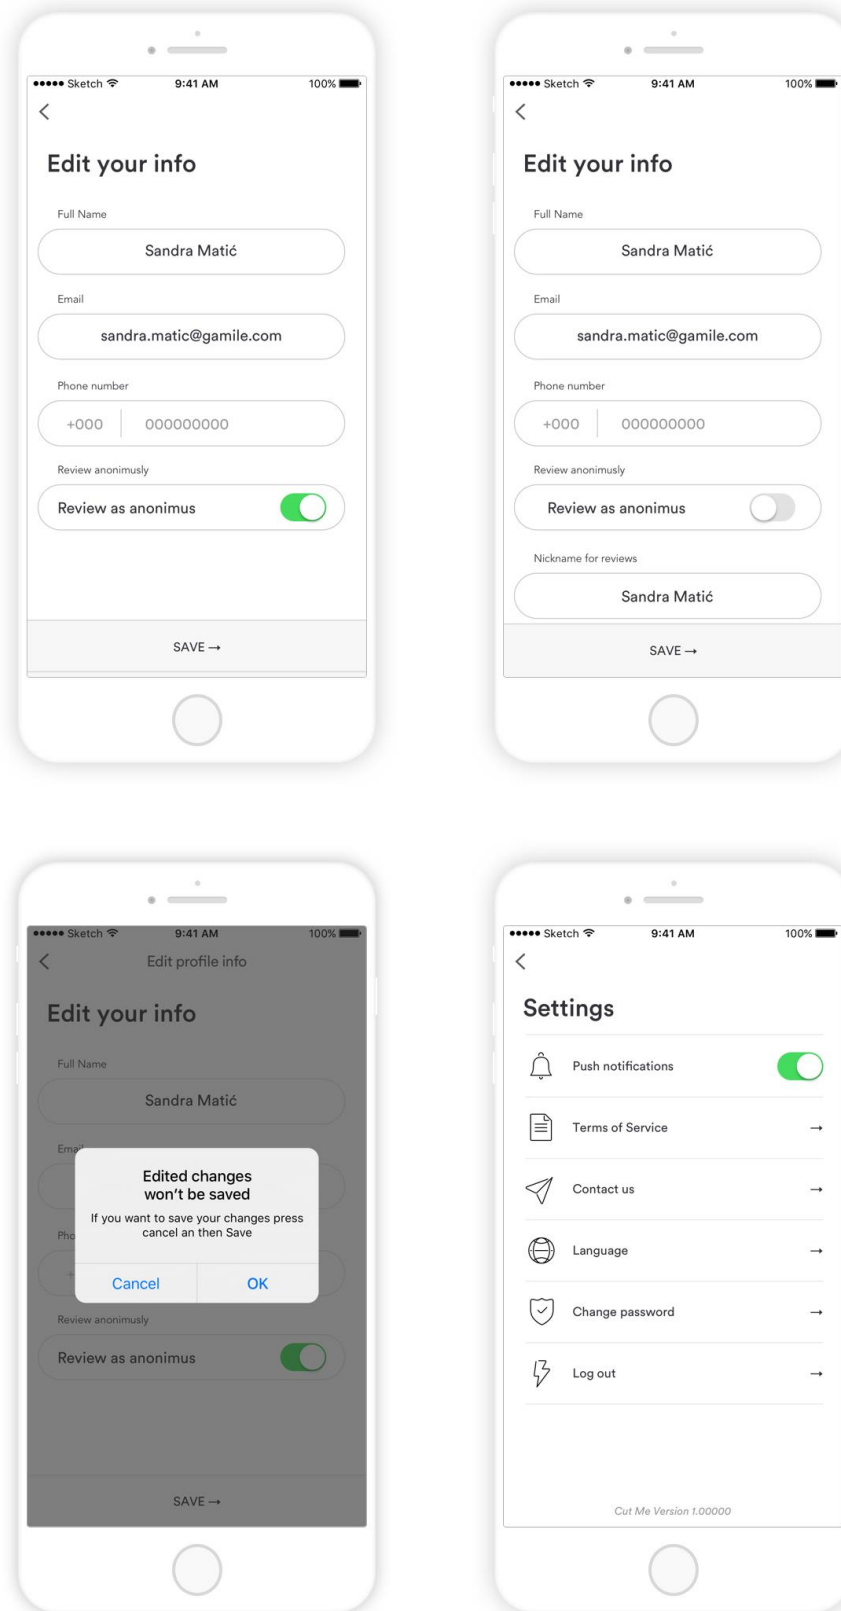 ●●●●● Sketch 9:41 AM 100%
Edit your info
Full Name
Sandra Matić
Email
sandra.matic@gamile.com
Phone number
+000 000000000
Review anonimusly
Review as anonimus
SAVE →
●●●●● Sketch 9:41 AM 100%
Edit your info
Full Name
Sandra Matić
Email
sandra.matic@gamile.com
Phone number
+000 000000000
Review anonimusly
Review as anonimus
Nickname for reviews
Sandra Matić
SAVE →
●●●●● Sketch 9:41 AM 100%
Edit profile info
Edit your info
Full Name
Sandra Matić
Email
Edited changes
won't be saved
If you want to save your changes press
cancel an then Save
Pho
Cancel OK
Review anonimusly
Review as anonimus
SAVE →
●●●●● Sketch 9:41 AM 100%
Settings
Push notifications
Terms of Service →
Contact us →
Language →
Change password →
Log out →
Cut Me Version 1.00000